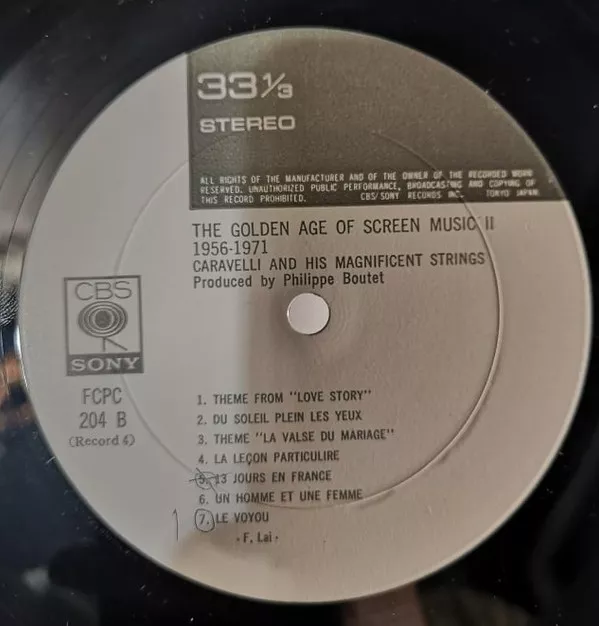 33 1/3
STEREO
ALL RIGHTS OF THE MANUFACTURER AND OF THE OWNER OF THE RECORDED WORK
RESERVED. UNAUTHORIZED PUBLIC PERFORMANCE, BROADCASTING AND COPYING OF
THIS RECORD PROHIBITED. CBS/SONY RECORDS INC. TOKYO JAPAN
THE GOLDEN AGE OF SCREEN MUSIC II
1956-1971
CARAVELLI AND HIS MAGNIFICENT STRINGS
Produced by Philippe Boutet
CBS
SONY
FCPC
204 B
(Record 4)
1. THEME FROM "LOVE STORY"
2. DU SOLEIL PLEIN LES YEUX
3. THEME "LA VALSE DU MARIAGE"
4. LA LEÇON PARTICULIRE
5. 13 JOURS EN FRANCE
6. UN HOMME ET UNE FEMME
7. LE VOYOU
· F. Lai ·